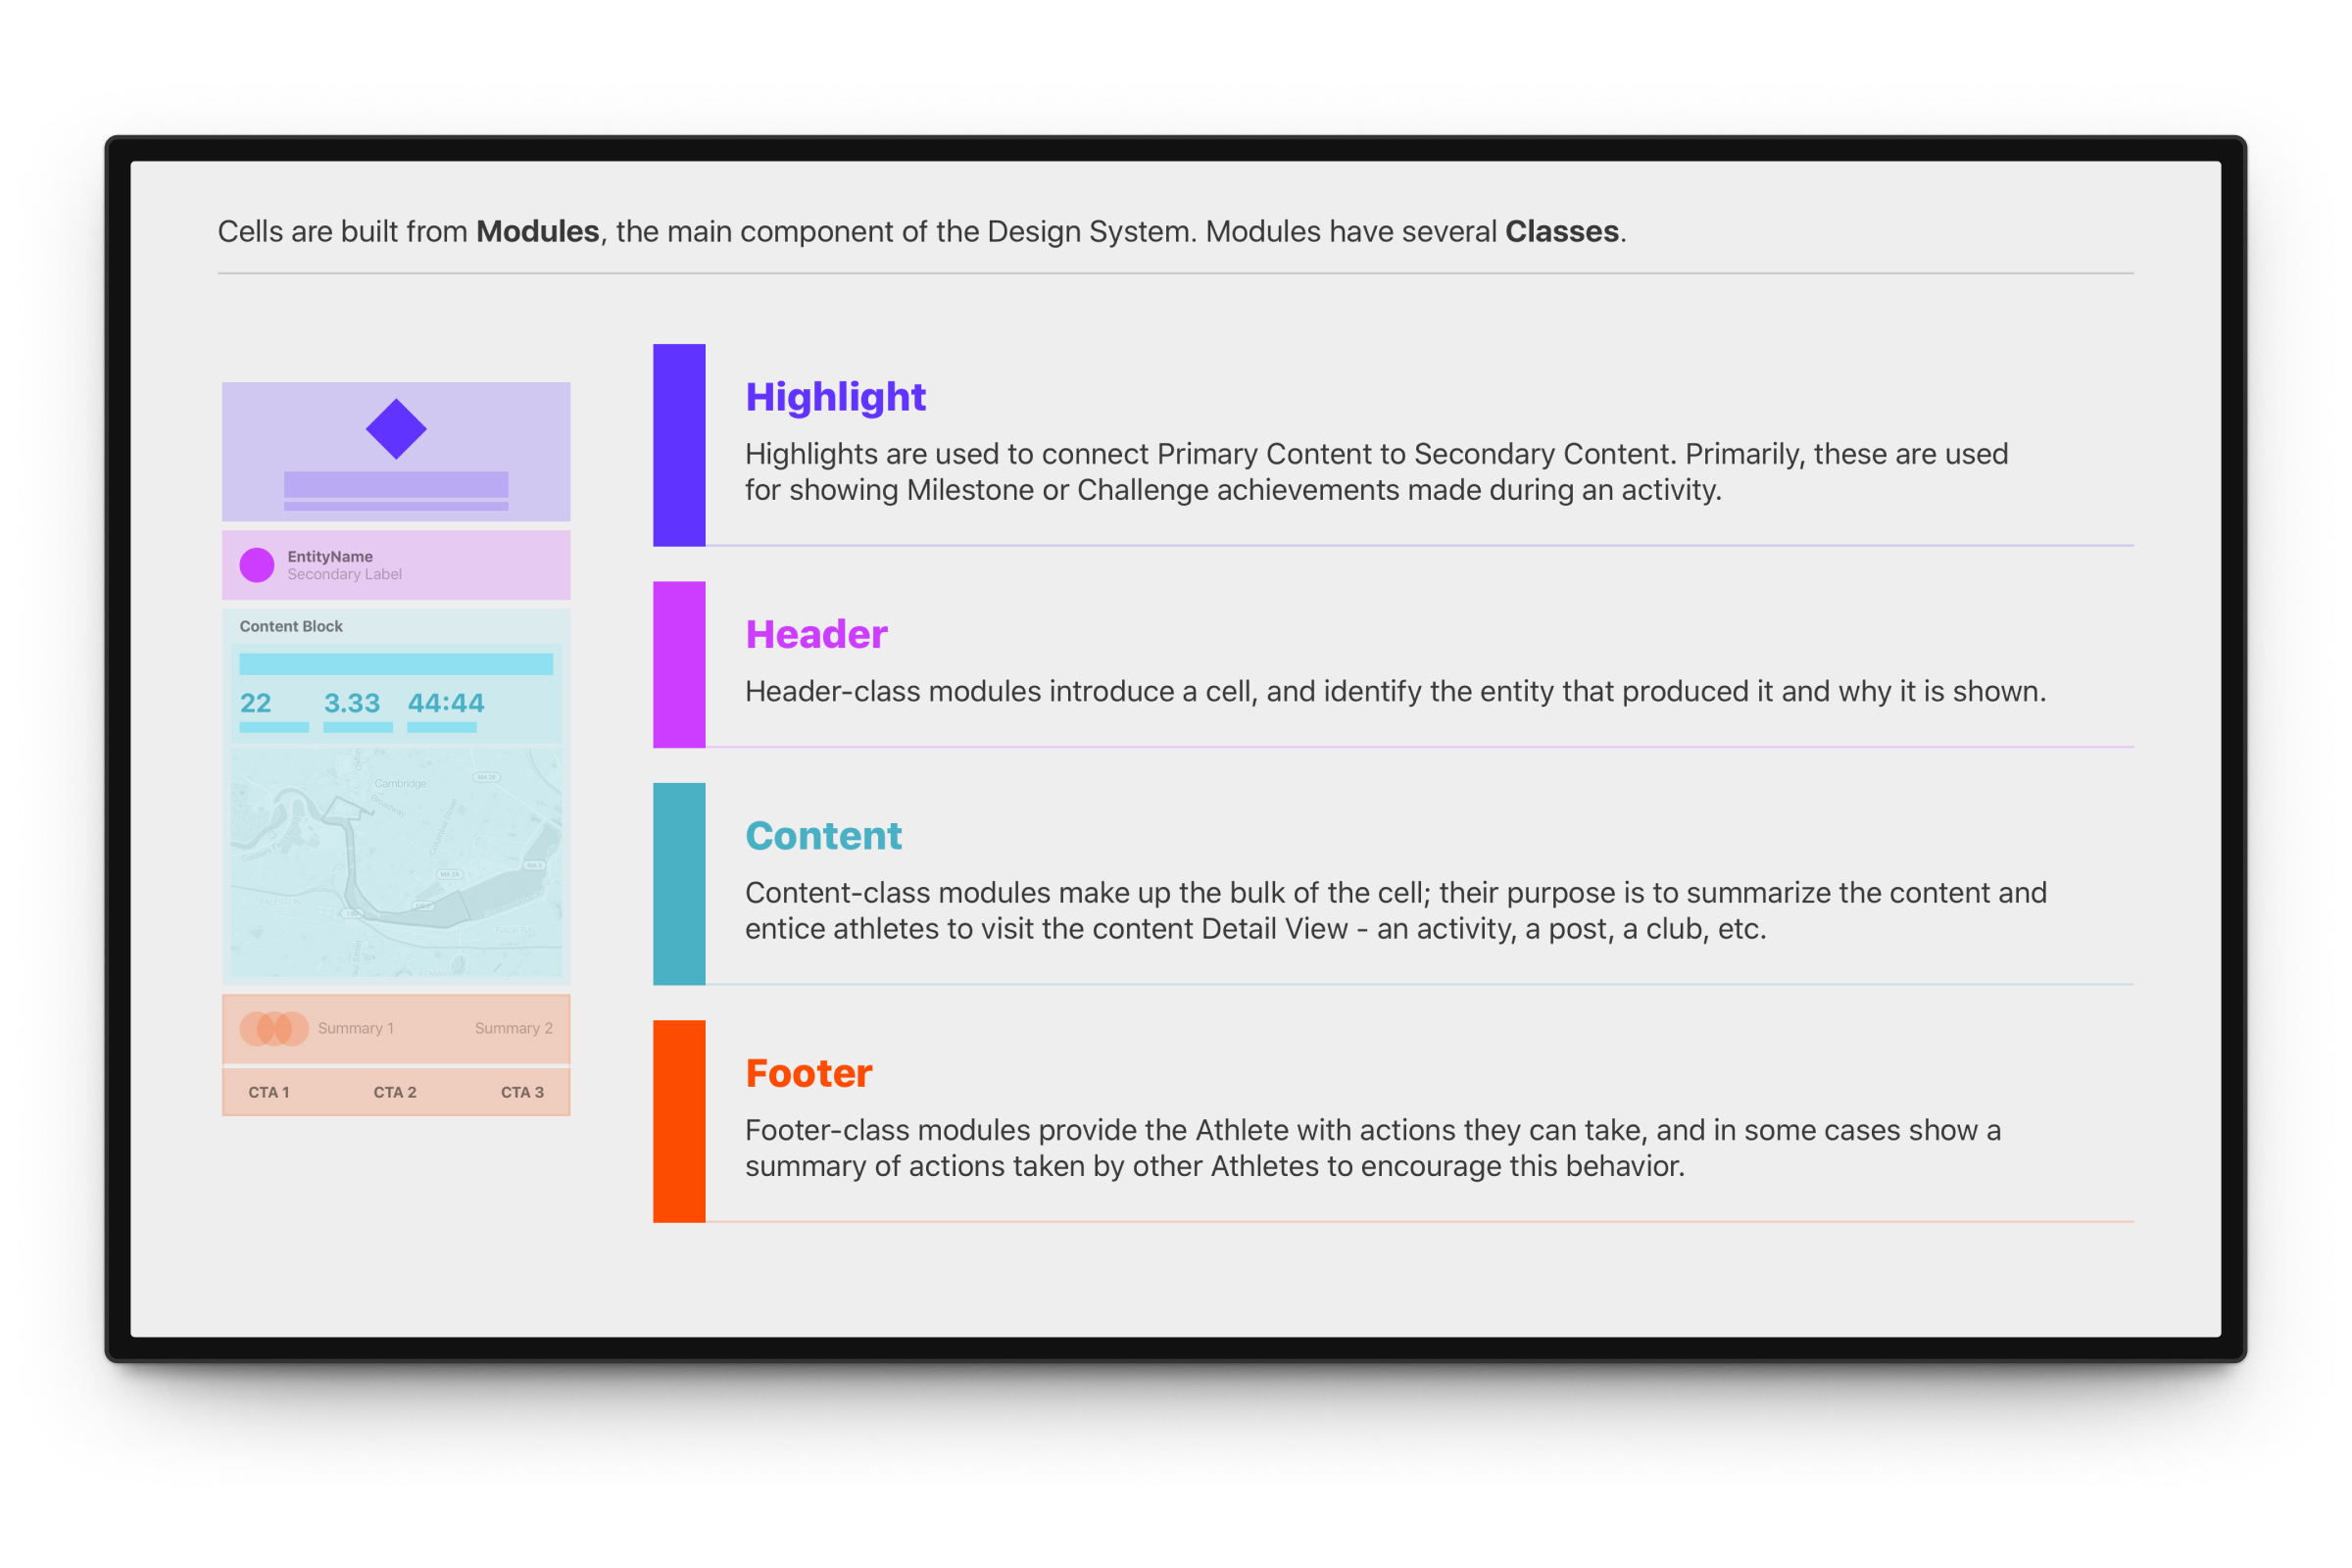 Cells are built from Modules, the main component of the Design System. Modules have several Classes.
EntityName
Secondary Label
Content Block
22 3.33 44:44
Cambridge
Broadway
MA 28
MA 2A
MA 3
Summary 1 Summary 2
CTA 1 CTA 2 CTA 3
Highlight
Highlights are used to connect Primary Content to Secondary Content. Primarily, these are used
for showing Milestone or Challenge achievements made during an activity.
Header
Header-class modules introduce a cell, and identify the entity that produced it and why it is shown.
Content
Content-class modules make up the bulk of the cell; their purpose is to summarize the content and
entice athletes to visit the content Detail View - an activity, a post, a club, etc.
Footer
Footer-class modules provide the Athlete with actions they can take, and in some cases show a
summary of actions taken by other Athletes to encourage this behavior.